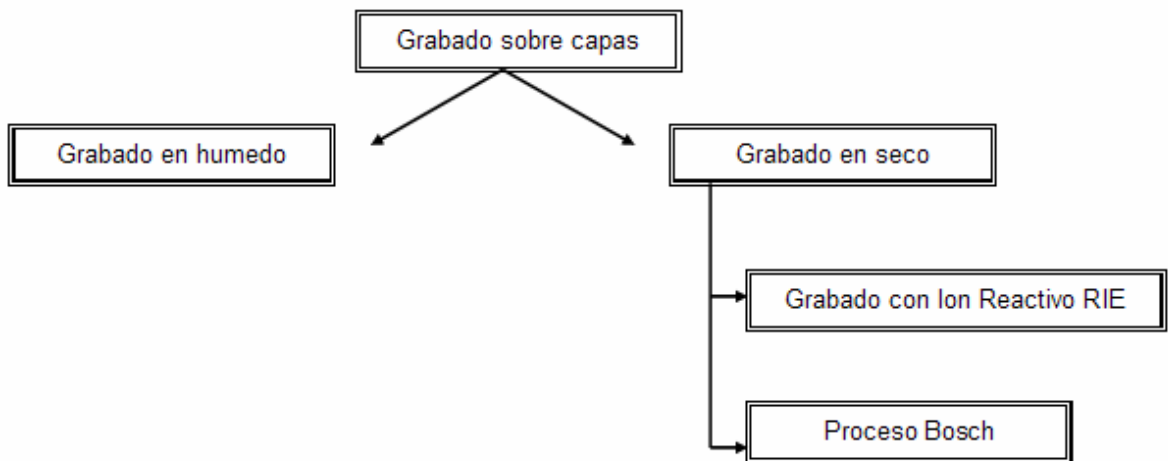 Grabado sobre capas
Grabado en humedo
Grabado en seco
Grabado con Ion Reactivo RIE
Proceso Bosch